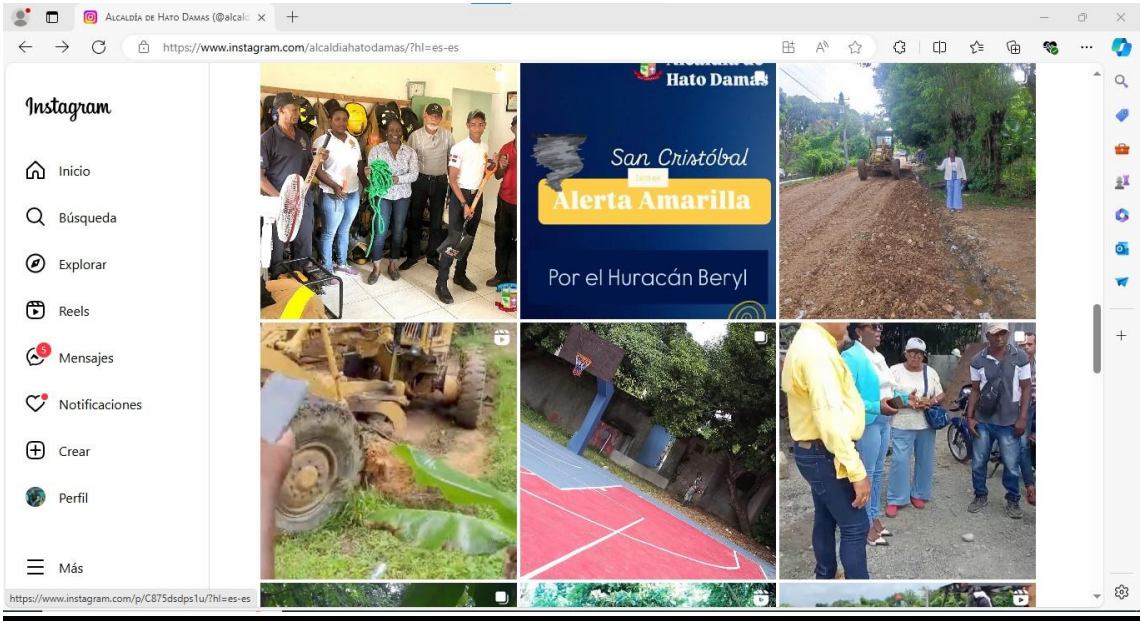 ALCALDÍA DE HATO DAMAS (@alcald
https://www.instagram.com/alcaldiahatodamas/?hl=es-es
Instagram
Inicio
Búsqueda
Explorar
Reels
5
Mensajes
Notificaciones
Crear
Perfil
Más
Hato Damas
San Cristóbal
Alerta Amarilla
Por el Huracán Beryl
https://www.instagram.com/p/C875dsdps1u/?hl=es-es